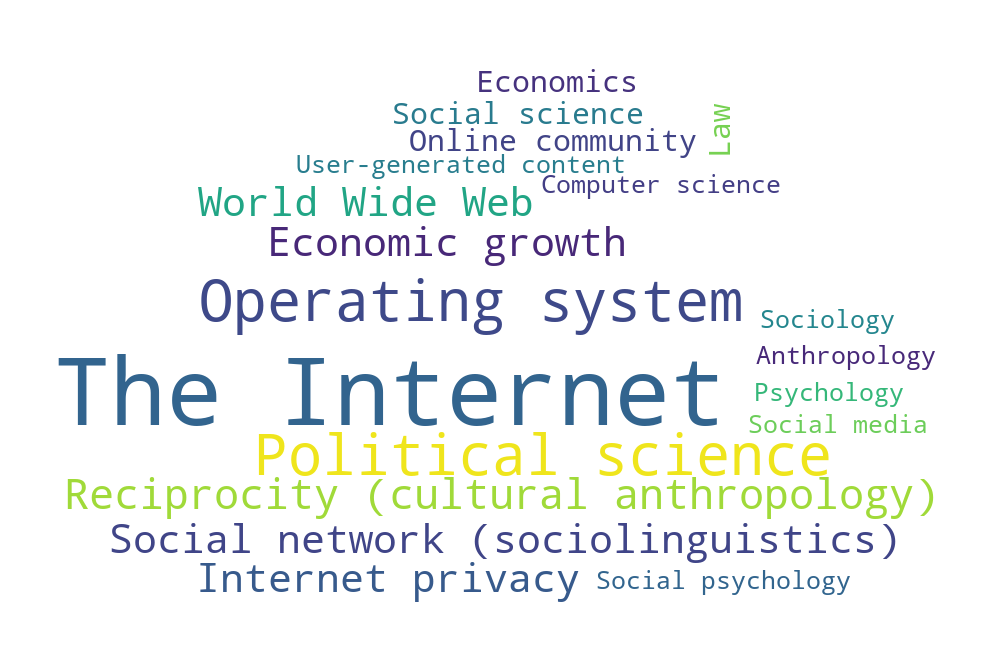 Economics
Social science
Law
Online community
User-generated content
Computer science
World Wide Web
Economic growth
Operating system
Sociology
Anthropology
The Internet
Psychology
Social media
Political science
Reciprocity (cultural anthropology)
Social network (sociolinguistics)
Internet privacy
Social psychology